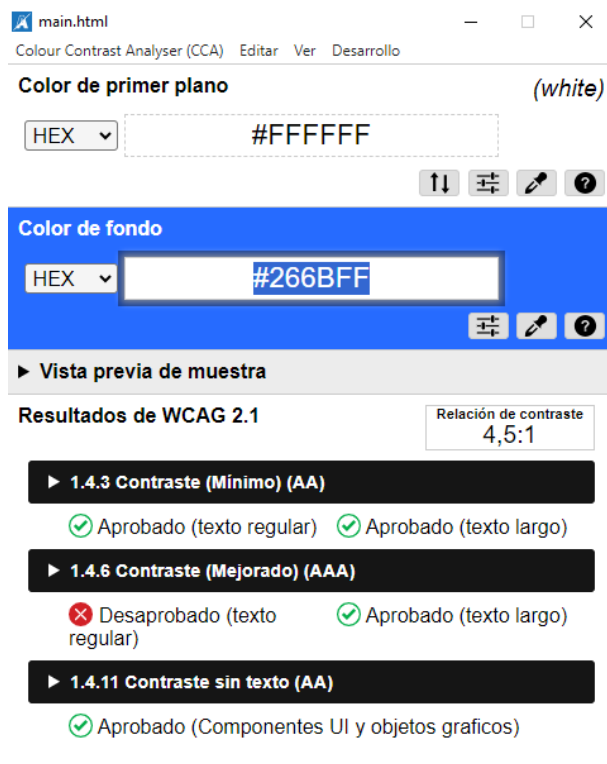 main.html
Colour Contrast Analyser (CCA) Editar Ver Desarrollo
Color de primer plano (white)
HEX #FFFFFF
Color de fondo
HEX #266BFF
Vista previa de muestra
Resultados de WCAG 2.1
Relación de contraste
4,5:1
1.4.3 Contraste (Mínimo) (AA)
Aprobado (texto regular) Aprobado (texto largo)
1.4.6 Contraste (Mejorado) (AAA)
Desaprobado (texto regular) Aprobado (texto largo)
1.4.11 Contraste sin texto (AA)
Aprobado (Componentes UI y objetos graficos)